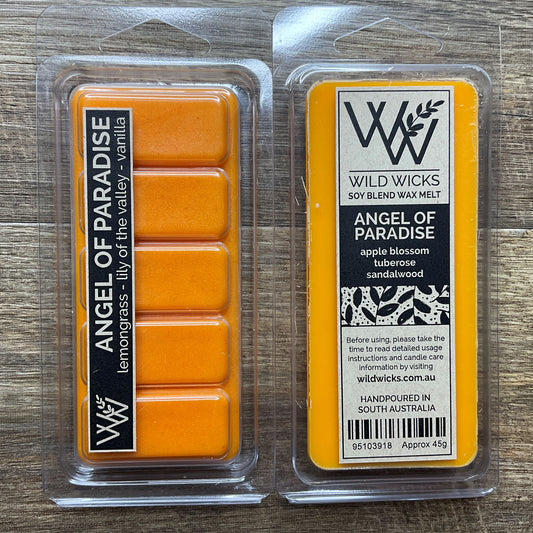 ANGEL OF PARADISE
lemongrass - lily of the valley - vanilla
WW
WW
WILD WICKS
SOY BLEND WAX MELT
ANGEL OF
PARADISE
apple blossom
tuberose
sandalwood
Before using, please take the
time to read detailed usage
instructions and candle care
information by visiting
wildwicks.com.au
HANDPOURED IN
SOUTH AUSTRALIA
95103918 Approx 45g